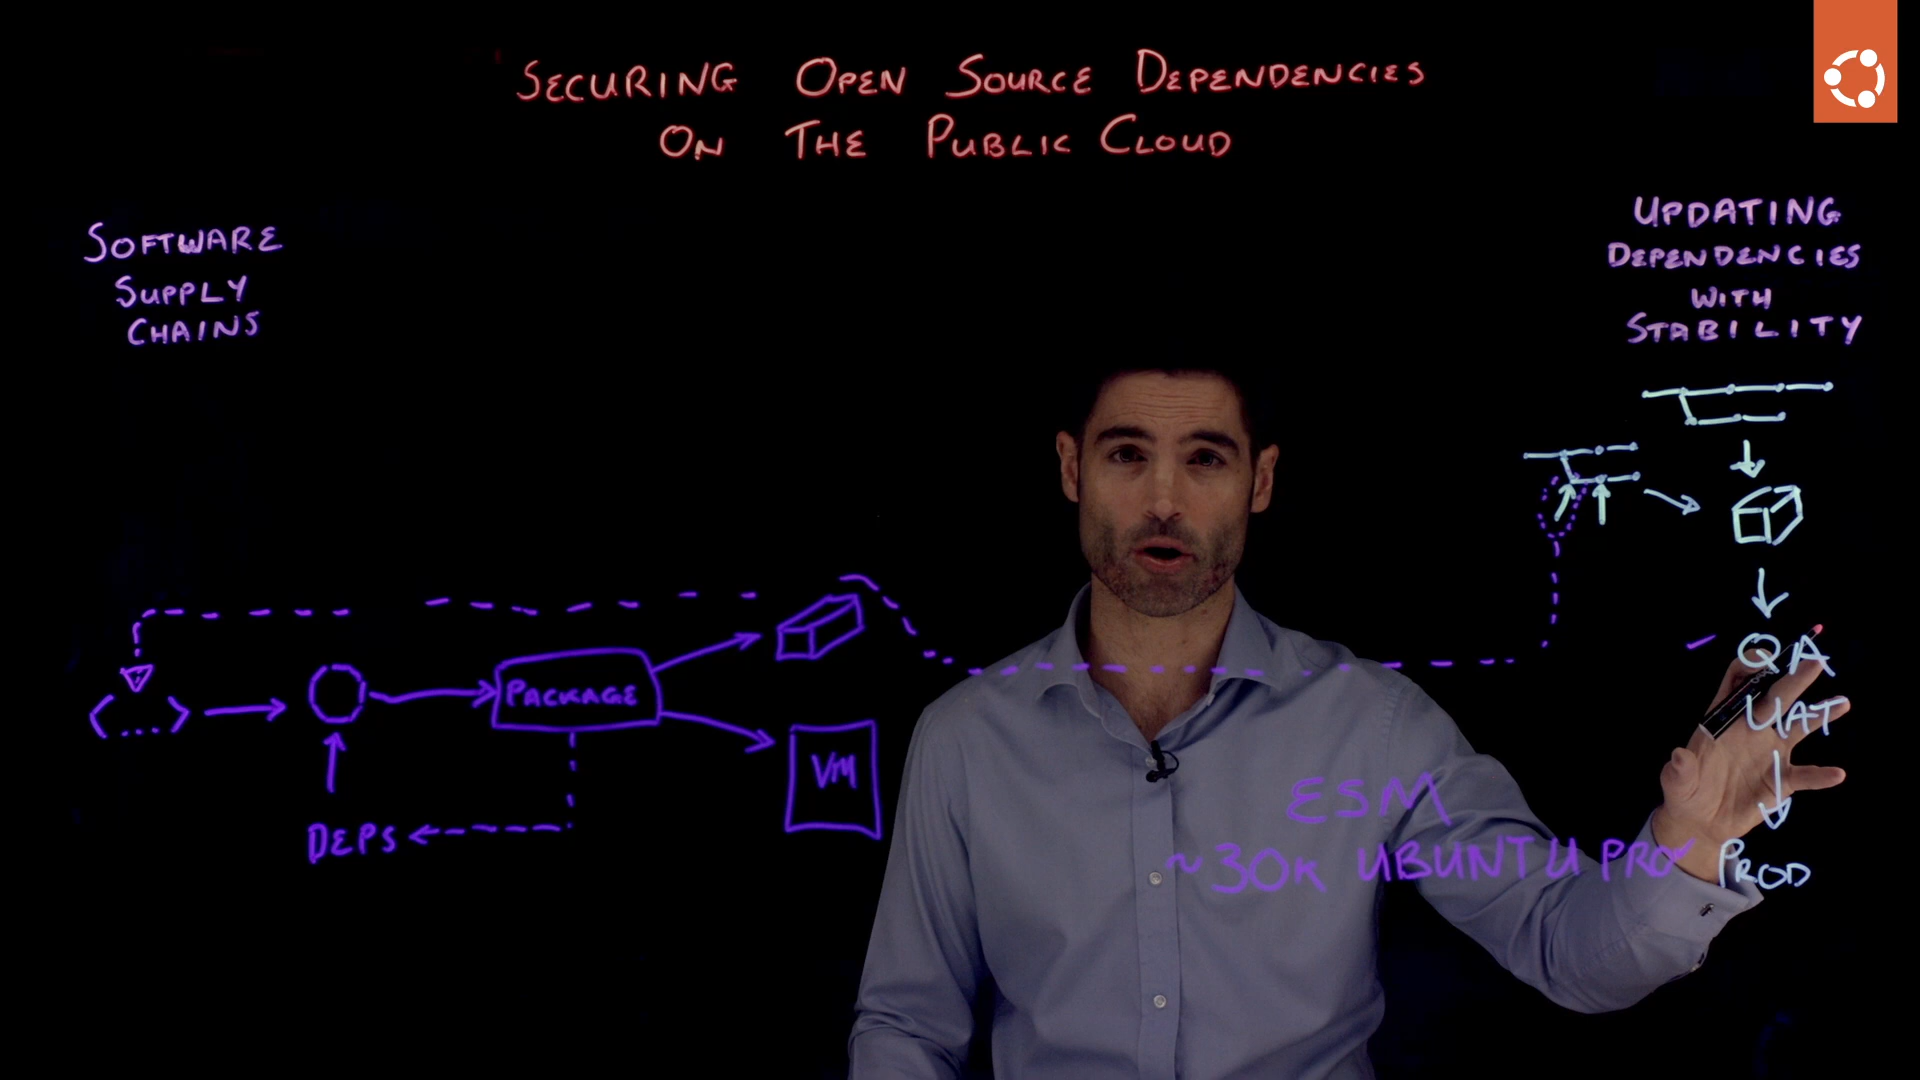 SECURING OPEN SOURCE DEPENDENCIES
ON THE PUBLIC CLOUD
SOFTWARE
SUPPLY
CHAINS
UPDATING
DEPENDENCIES
WITH
STABILITY
<...>
PACKAGE
VM
DEPS
QA
UAT
PROD
ESM
~30K UBUNTU PRO